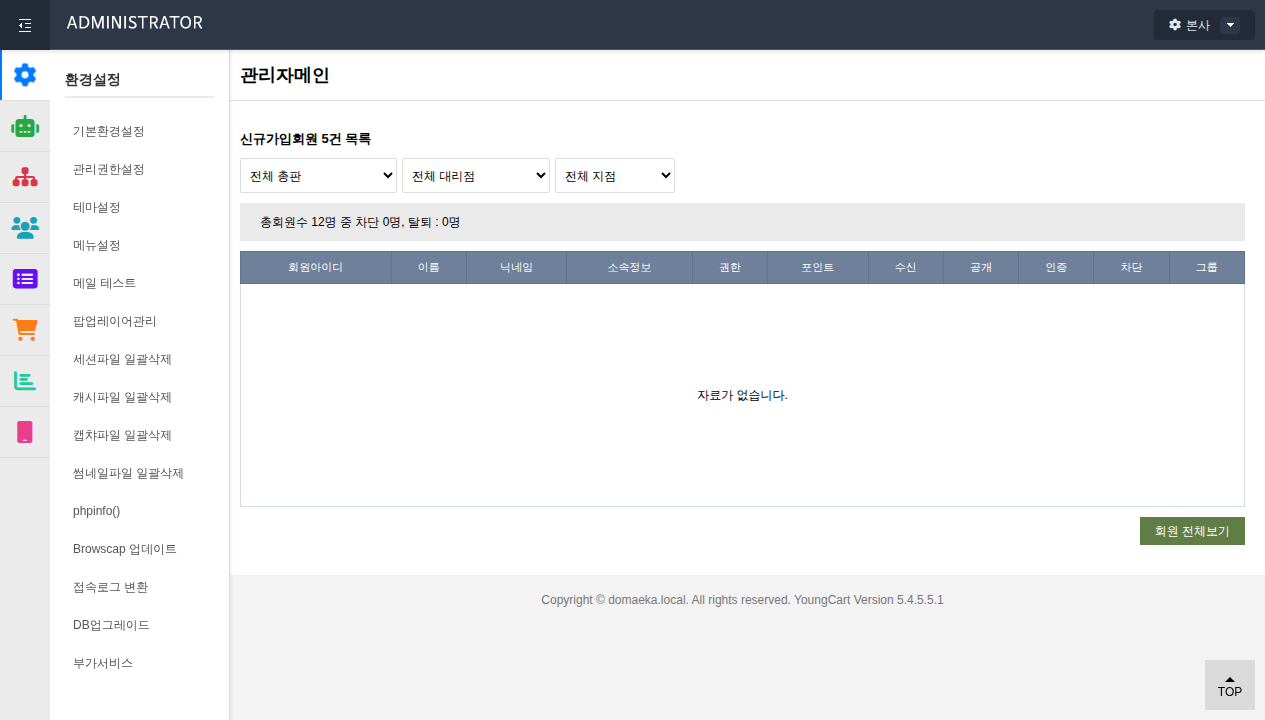 ADMINISTRATOR
본사
환경설정
기본환경설정
관리권한설정
테마설정
메뉴설정
메일 테스트
팝업레이어관리
세션파일 일괄삭제
캐시파일 일괄삭제
캡챠파일 일괄삭제
썸네일파일 일괄삭제
phpinfo()
Browscap 업데이트
접속로그 변환
DB업그레이드
부가서비스
관리자메인
신규가입회원 5건 목록
전체 총판 전체 대리점 전체 지점
총회원수 12명 중 차단 0명, 탈퇴 : 0명
회원아이디 이름 닉네임 소속정보 권한 포인트 수신 공개 인증 차단 그룹
자료가 없습니다.
회원 전체보기
Copyright © domaeka.local. All rights reserved. YoungCart Version 5.4.5.5.1
TOP